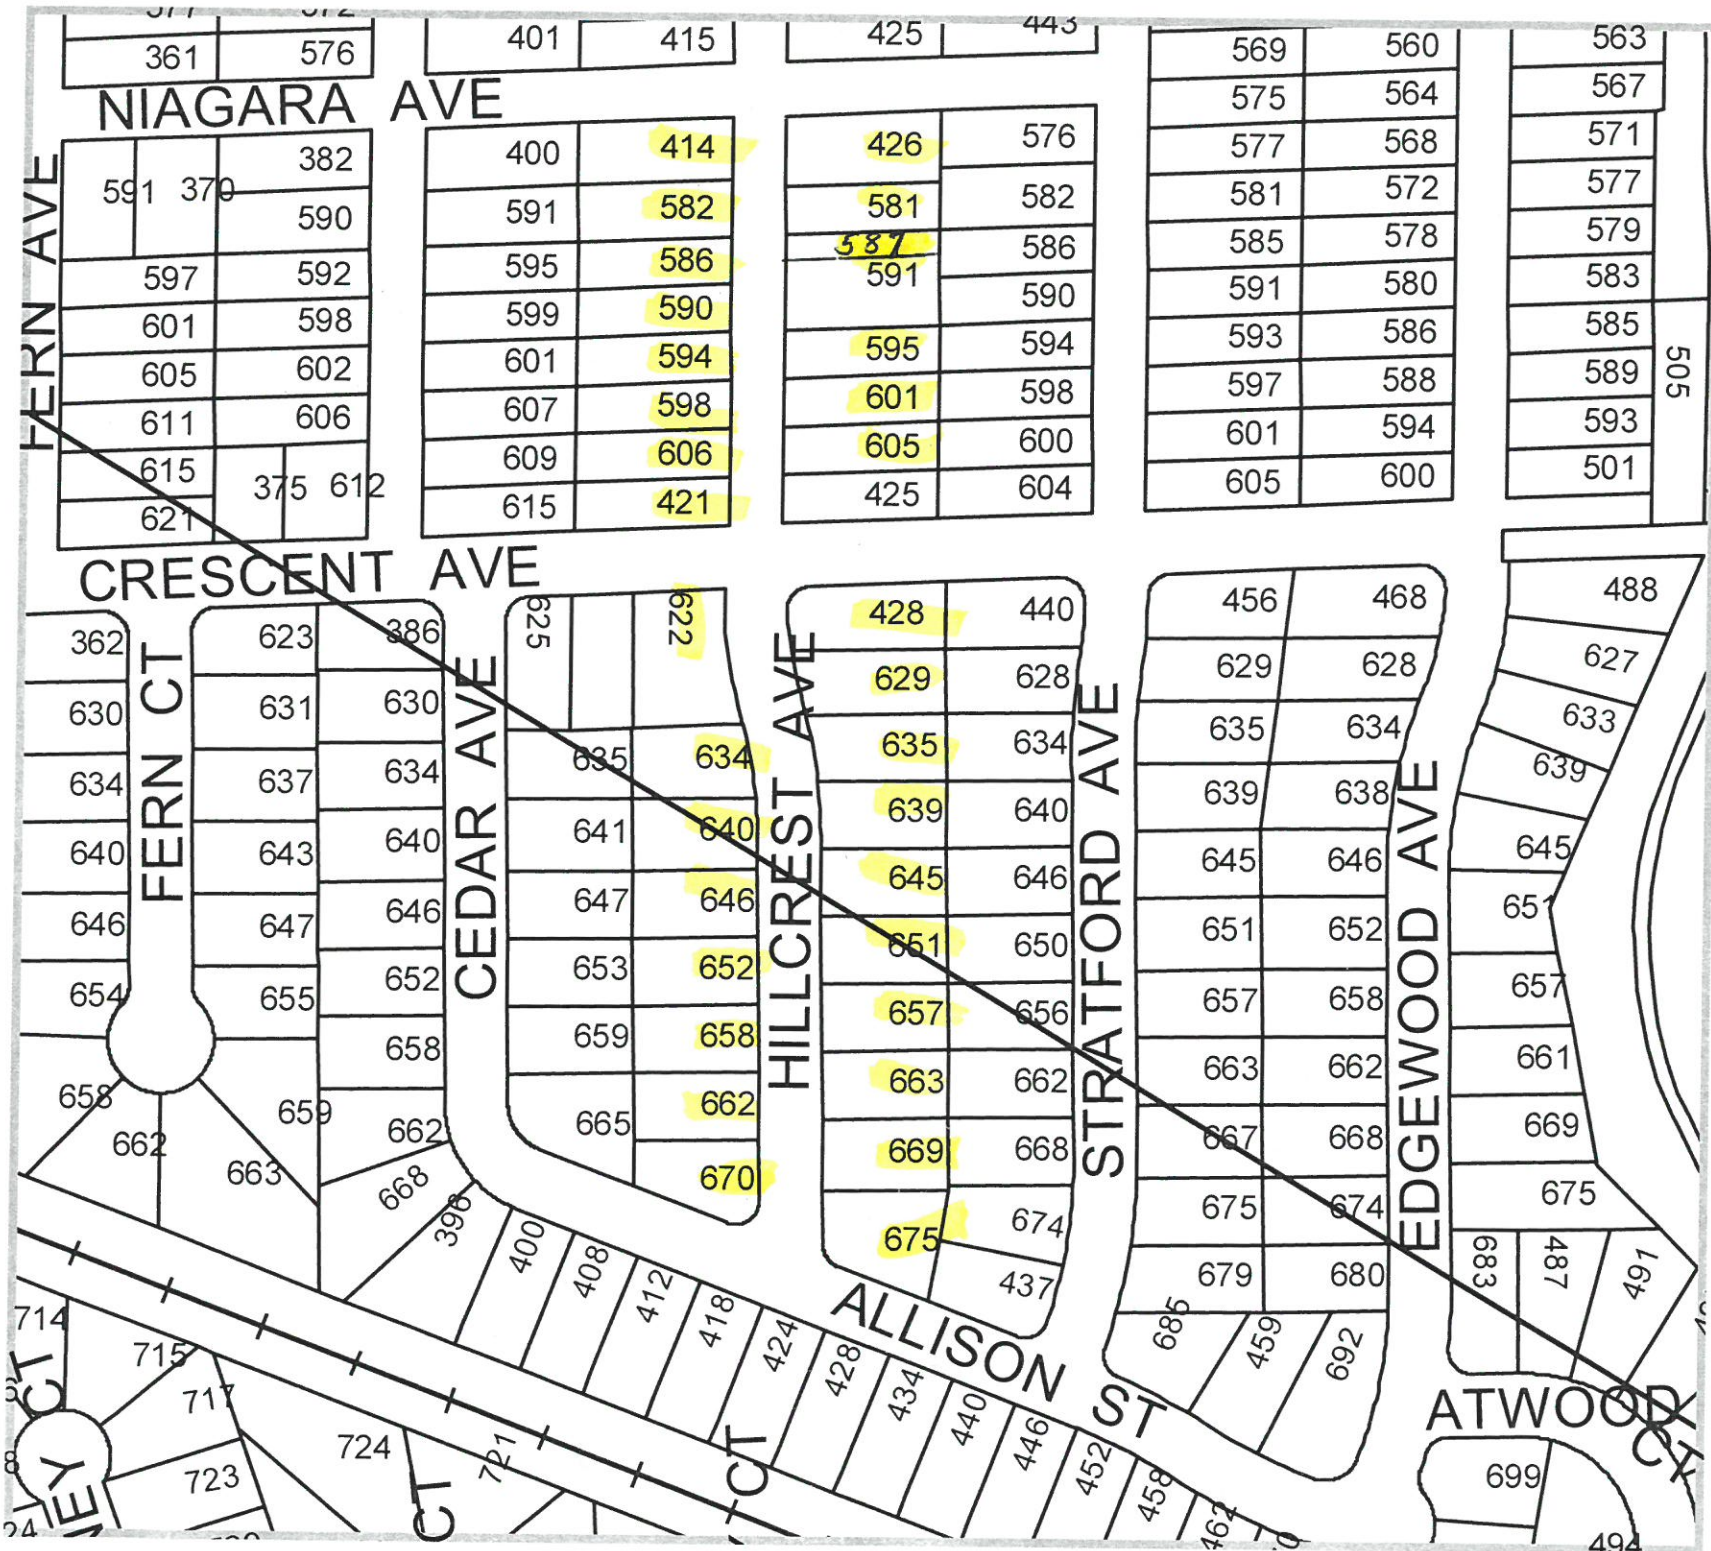 361 576 401 415 425 443 569 560 563
575 564 567
NIAGARA AVE
591 370 382 400 414 426 576 577 568 571
590 591 582 581 582 581 572 577
587
597 592 595 586 591 586 585 578 579
601 598 599 590 590 591 580 583
605 602 601 594 595 594 593 586 585
611 606 607 598 601 598 597 588 589
615 609 606 605 600 601 594 593
375 612
621 615 421 425 604 605 600 501
505
FERN AVE
CRESCENT AVE
362 623 386 625 622 428 440 456 468 488
630 631 630 629 628 629 628 627
634 637 634 635 634 635 634 635 634 633
640 643 640 641 640 639 640 639 638 639
646 647 646 647 646 645 646 645 646 645
654 655 652 653 652 651 650 651 652 651
658 659 658 657 656 657 658 657
658 659 662 665 662 663 662 663 662 661
662 663 668 670 669 668 667 668 669
396 675 674 675 674 675
437 679 680 683 487 491
FERN CT
CEDAR AVE
HILLCREST AVE
STRATFORD AVE
EDGEWOOD AVE
400 408 412 418 424 428 434 440 446 452 458 462
685 459 692
ALLISON ST
ATWOOD CT
714 715 717 723 724 721
CT
CT
CT
699
494